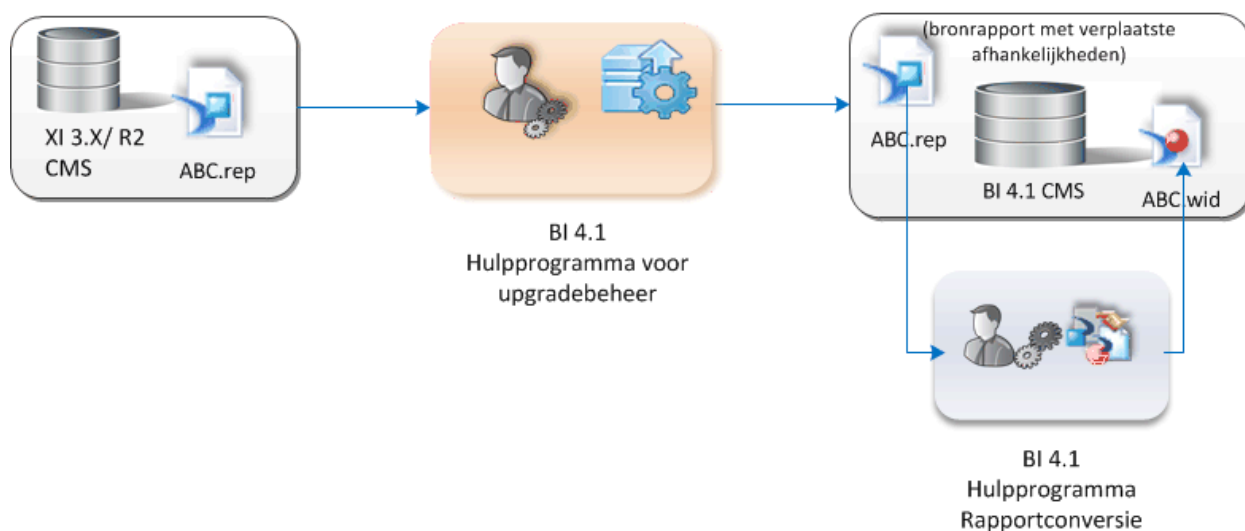 XI 3.X/ R2
CMS
ABC.rep
BI 4.1
Hulpprogramma voor
upgradebeheer
(bronrapport met verplaatste
afhankelijkheden)
ABC.rep
BI 4.1 CMS
ABC.wid
BI 4.1
Hulpprogramma
Rapportconversie